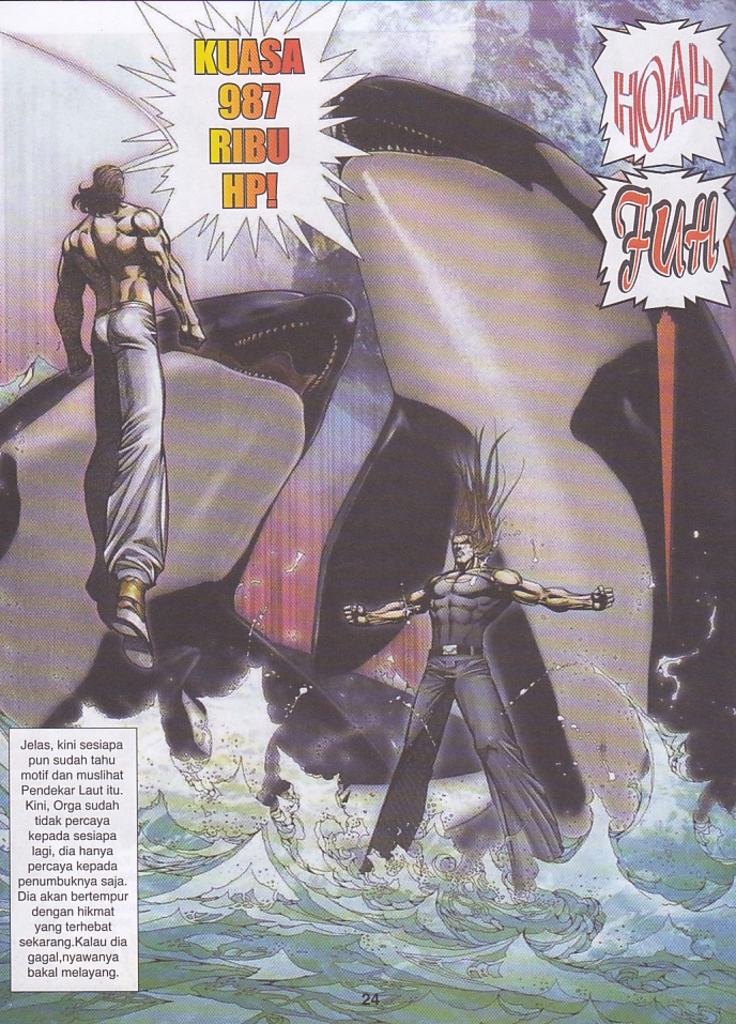 KUASA
987
RIBU
HP!
HOAH
FUH
Jelas, kini sesiapa
pun sudah tahu
motif dan muslihat
Pendekar Laut itu.
Kini, Orga sudah
tidak percaya
kepada sesiapa
lagi, dia hanya
percaya kepada
penumbuknya saja.
Dia akan bertempur
dengan hikmat
yang terhebat
sekarang.Kalau dia
gagal,nyawanya
bakal melayang.
24